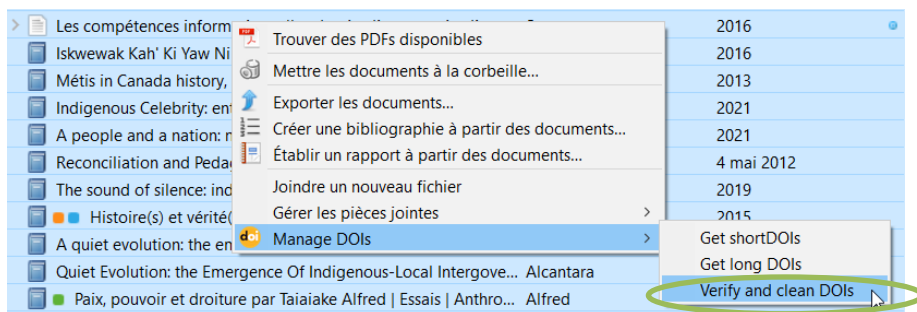 Les compétences inform
2016
Trouver des PDFs disponibles
Iskwewak Kah' Ki Yaw Ni
2016
Mettre les documents à la corbeille...
Métis in Canada history,
2013
Exporter les documents...
Indigenous Celebrity: en
2021
Créer une bibliographie à partir des documents...
A people and a nation: n
2021
Établir un rapport à partir des documents...
Reconciliation and Peda
4 mai 2012
Joindre un nouveau fichier
The sound of silence: ind
2019
Gérer les pièces jointes
Histoire(s) et vérité(
2015
Manage DOIs
Get shortDOIs
A quiet evolution: the en
Get long DOIs
Quiet Evolution: the Emergence Of Indigenous-Local Intergove... Alcantara
Verify and clean DOIs
Paix, pouvoir et droiture par Taiaiake Alfred | Essais | Anthro... Alfred
doi